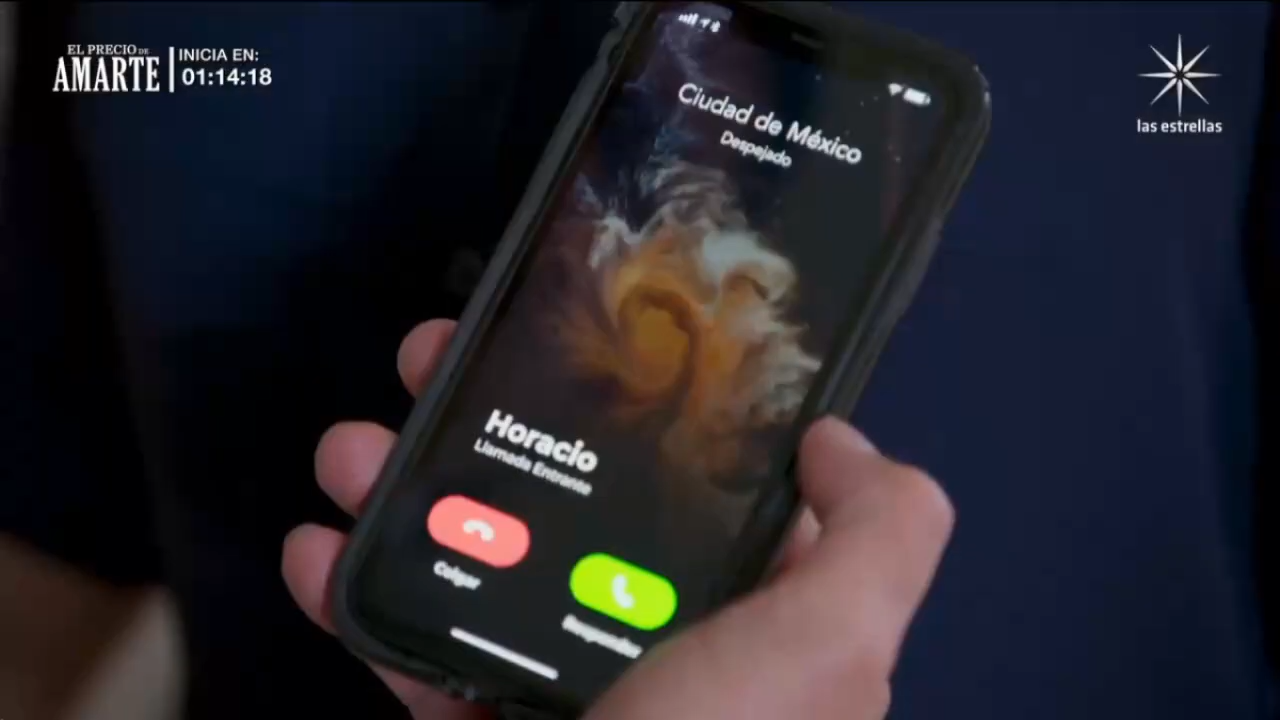 EL PRECIO DE
AMARTE
INICIA EN:
01:14:18
las estrellas
Ciudad de México
Despejado
Horacio
Llamada Entrante
Colgar
Responder